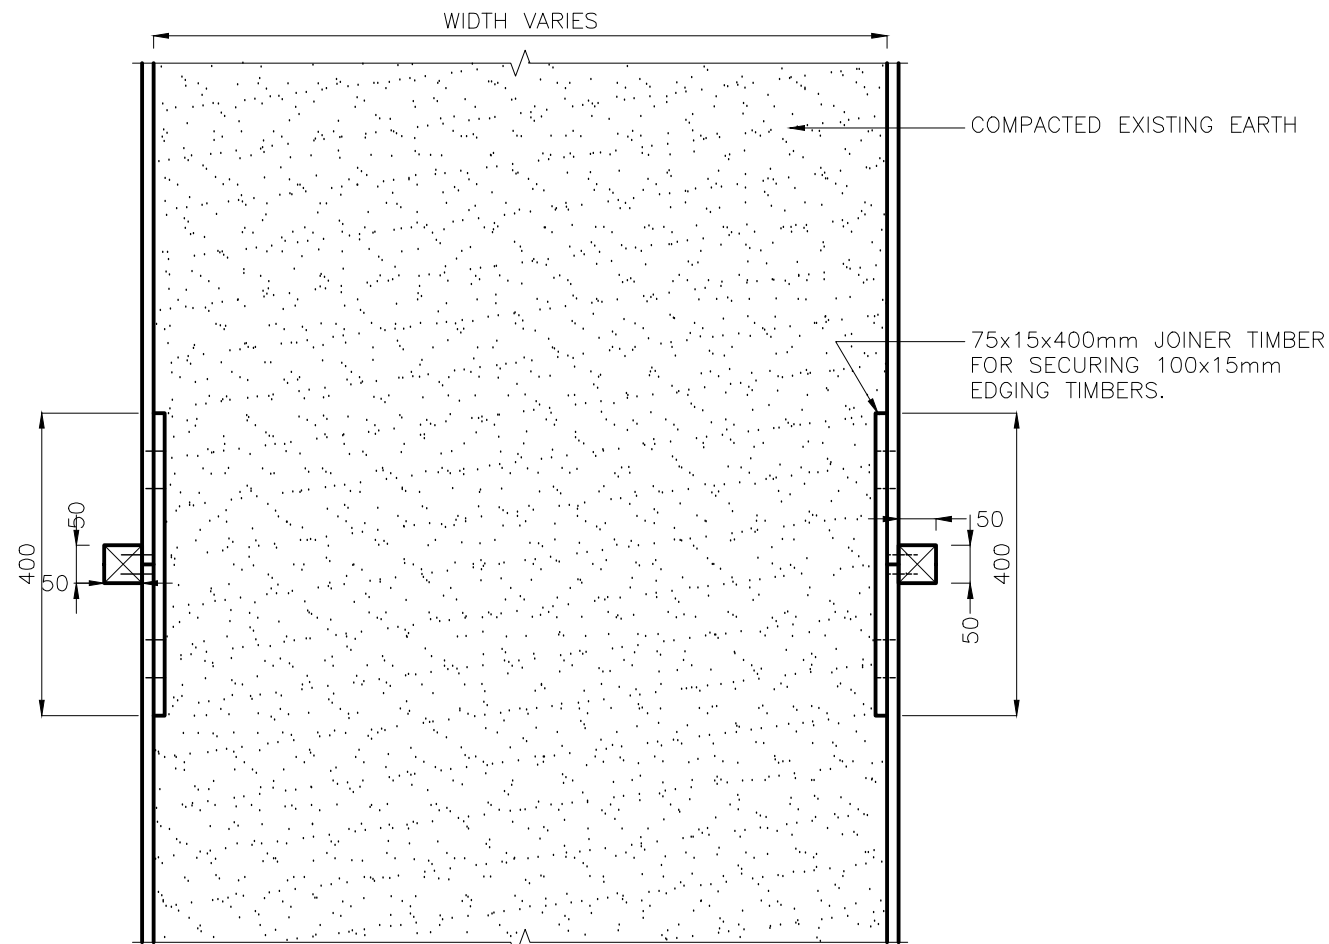 WIDTH VARIES
COMPACTED EXISTING EARTH
75x15x400mm JOINER TIMBER
FOR SECURING 100x15mm
EDGING TIMBERS.
400
50
50
50
400
50